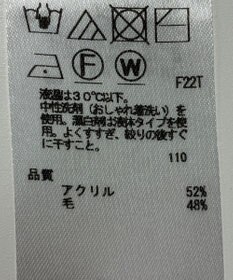 F W
F22T
液温は30℃以下。
中性洗剤(おしゃれ着洗い)を
使用。漂白剤は液体タイプを使
用。よくすすぎ、絞りの後すぐ
に干すこと。
110
品質
アクリル 52%
毛 48%